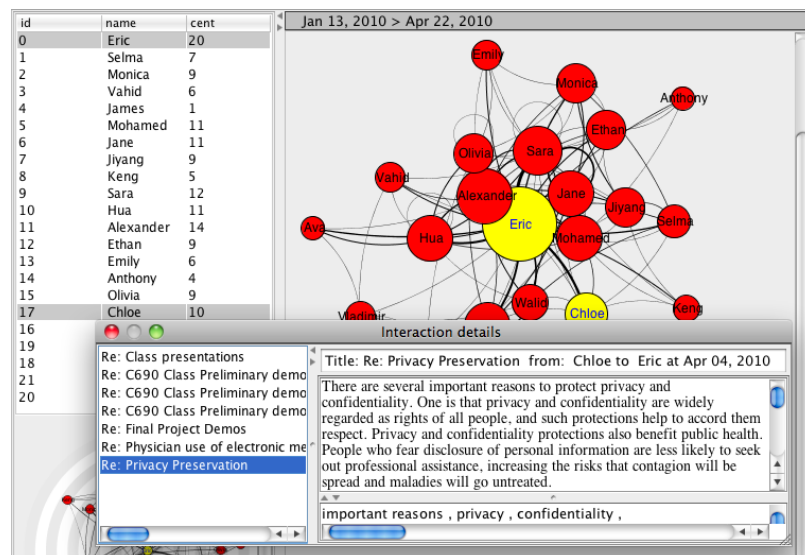 id name cent
0 Eric 20
1 Selma 7
2 Monica 9
3 Vahid 6
4 James 1
5 Mohamed 11
6 Jane 11
7 Jiyang 9
8 Keng 5
9 Sara 12
10 Hua 11
11 Alexander 14
12 Ethan 9
13 Emily 6
14 Anthony 4
15 Olivia 9
17 Chloe 10
16
19
18
21
20
Jan 13, 2010 > Apr 22, 2010
Emily
Monica
Anthony
Ethan
Sara
Olivia
Vahid
Alexander
Jane
Jiyang
Selma
Eric
Ava
Hua
Mohamed
Walid
Chloe
Keng
Vladimir
Interaction details
Re: Class presentations
Re: C690 Class Preliminary demo
Re: C690 Class Preliminary demo
Re: C690 Class Preliminary demo
Re: Final Project Demos
Re: Physician use of electronic me
Re: Privacy Preservation
Title: Re: Privacy Preservation from: Chloe to Eric at Apr 04, 2010
There are several important reasons to protect privacy and
confidentiality. One is that privacy and confidentiality are widely
regarded as rights of all people, and such protections help to accord them
respect. Privacy and confidentiality protections also benefit public health.
People who fear disclosure of personal information are less likely to seek
out professional assistance, increasing the risks that contagion will be
spread and maladies will go untreated.
important reasons , privacy , confidentiality ,